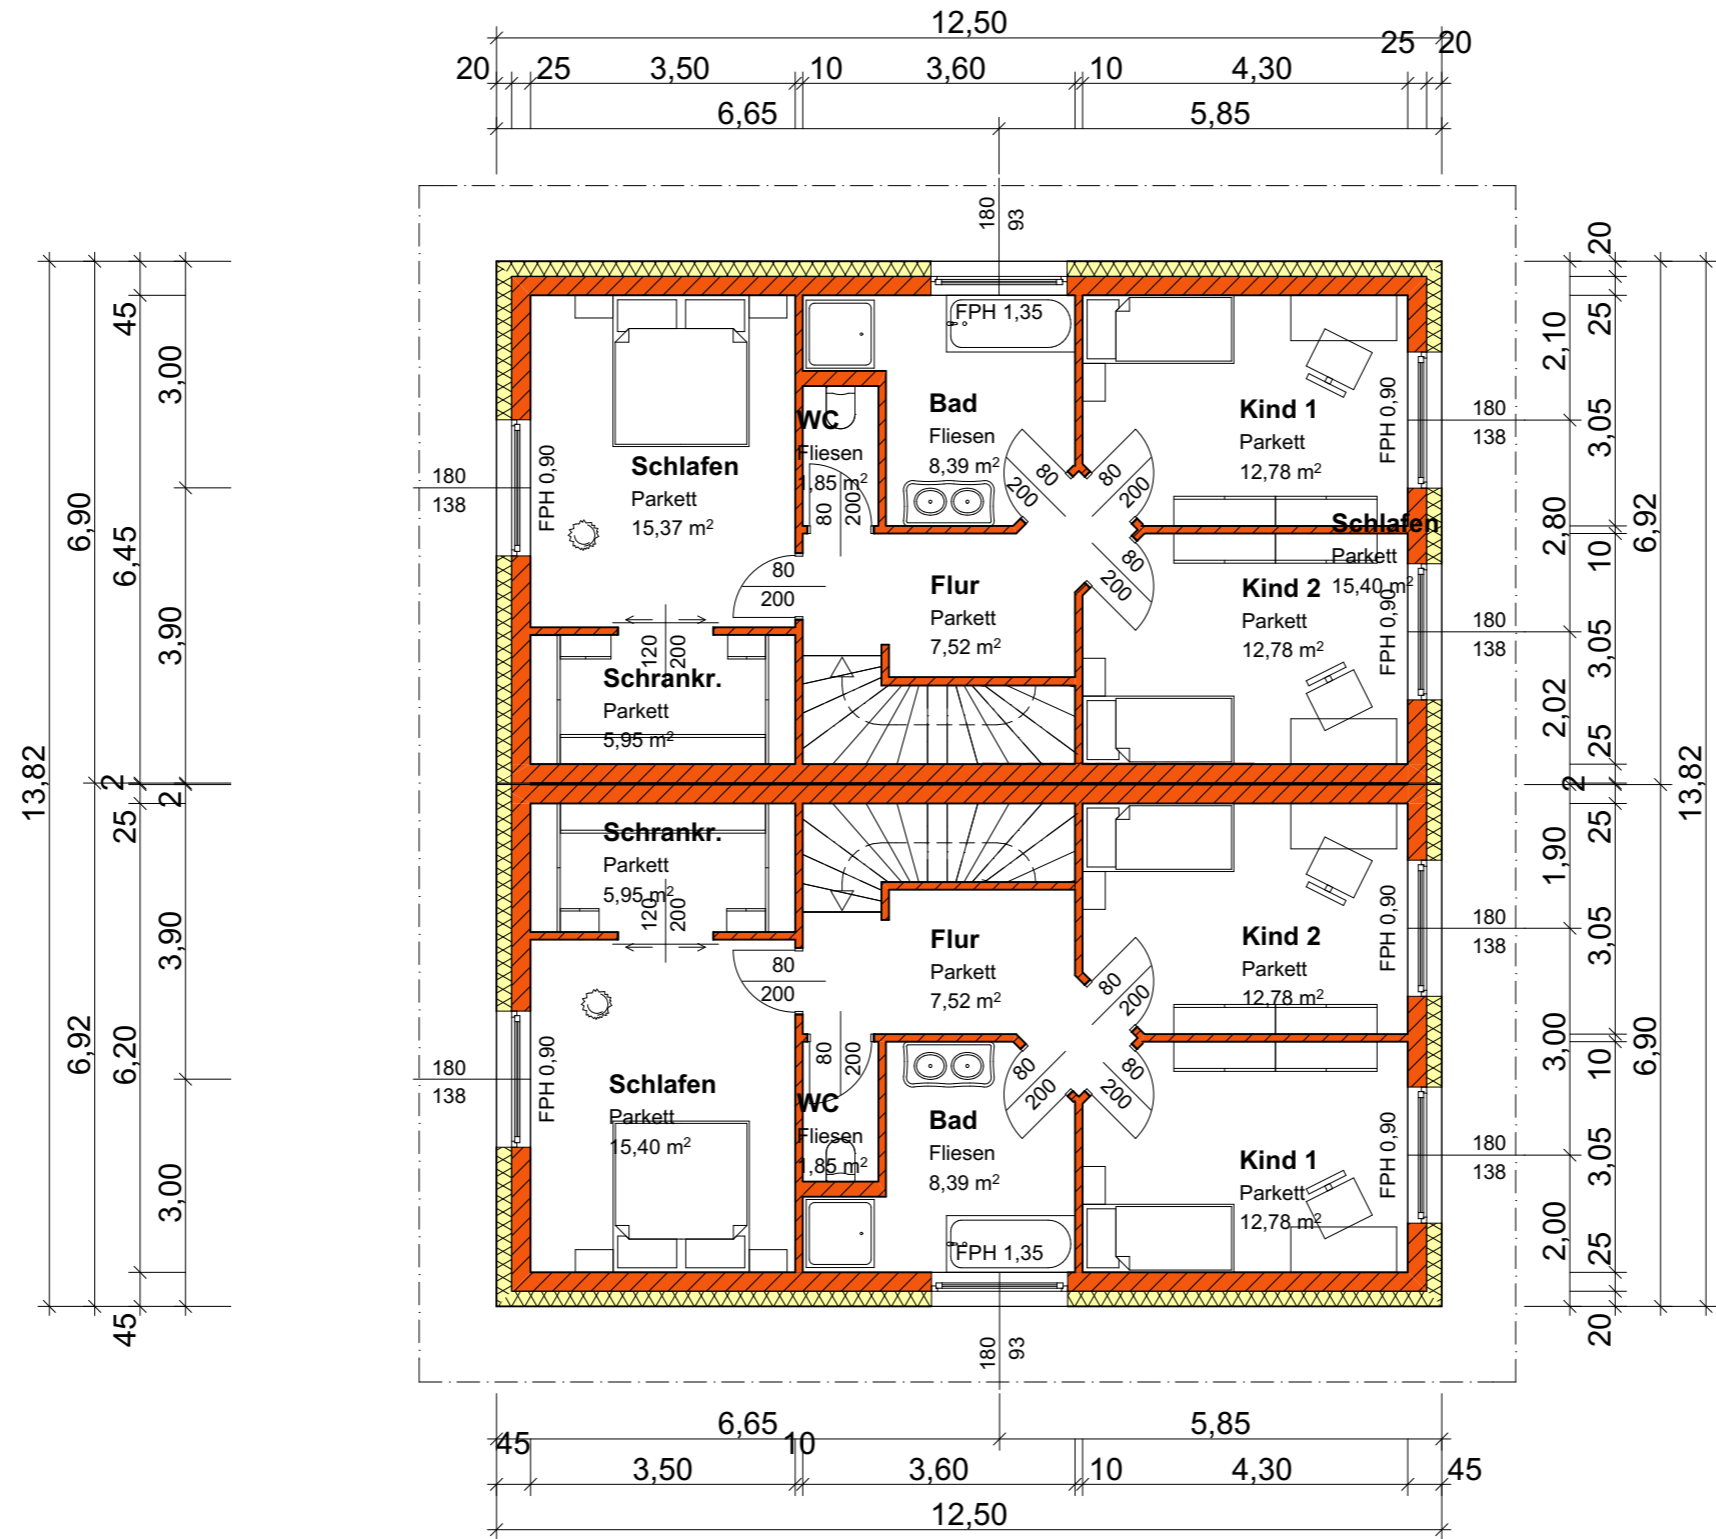 12,50
25 20
20 25 3,50 10 3,60 10 4,30
6,65 5,85
180
93
20
45
25
2,10
3,00
FPH 1,35
FPH 0,90
Bad
Fliesen
8,39 m²
Kind 1
Parkett
12,78 m²
180
138
3,05
WC
Fliesen
1,85 m²
Schlafen
Parkett
15,37 m²
FPH 0,90
180
138
80
200
80
200
80
200
6,90
6,45
2,80
6,92
10
Schlafen
Parkett
15,40 m²
80
200
80
200
Flur
Parkett
7,52 m²
Kind 2
Parkett
12,78 m²
FPH 0,90
180
138
3,05
3,90
120
200
Schrankr.
Parkett
5,95 m²
2,02
25
13,82
2
2
2
13,82
25
25
1,90
Schrankr.
Parkett
5,95 m²
120
200
3,90
Flur
Parkett
7,52 m²
Kind 2
Parkett
12,78 m²
FPH 0,90
180
138
3,05
80
200
80
200
6,92
6,20
3,00
10
6,90
80
200
80
200
80
200
FPH 0,90
180
138
Schlafen
Parkett
15,40 m²
WC
Fliesen
1,85 m²
Bad
Fliesen
8,39 m²
Kind 1
Parkett
12,78 m²
FPH 0,90
180
138
3,05
3,00
2,00
25
FPH 1,35
45
20
180
93
6,65 5,85
45 10
3,50 3,60 10 4,30 45
12,50